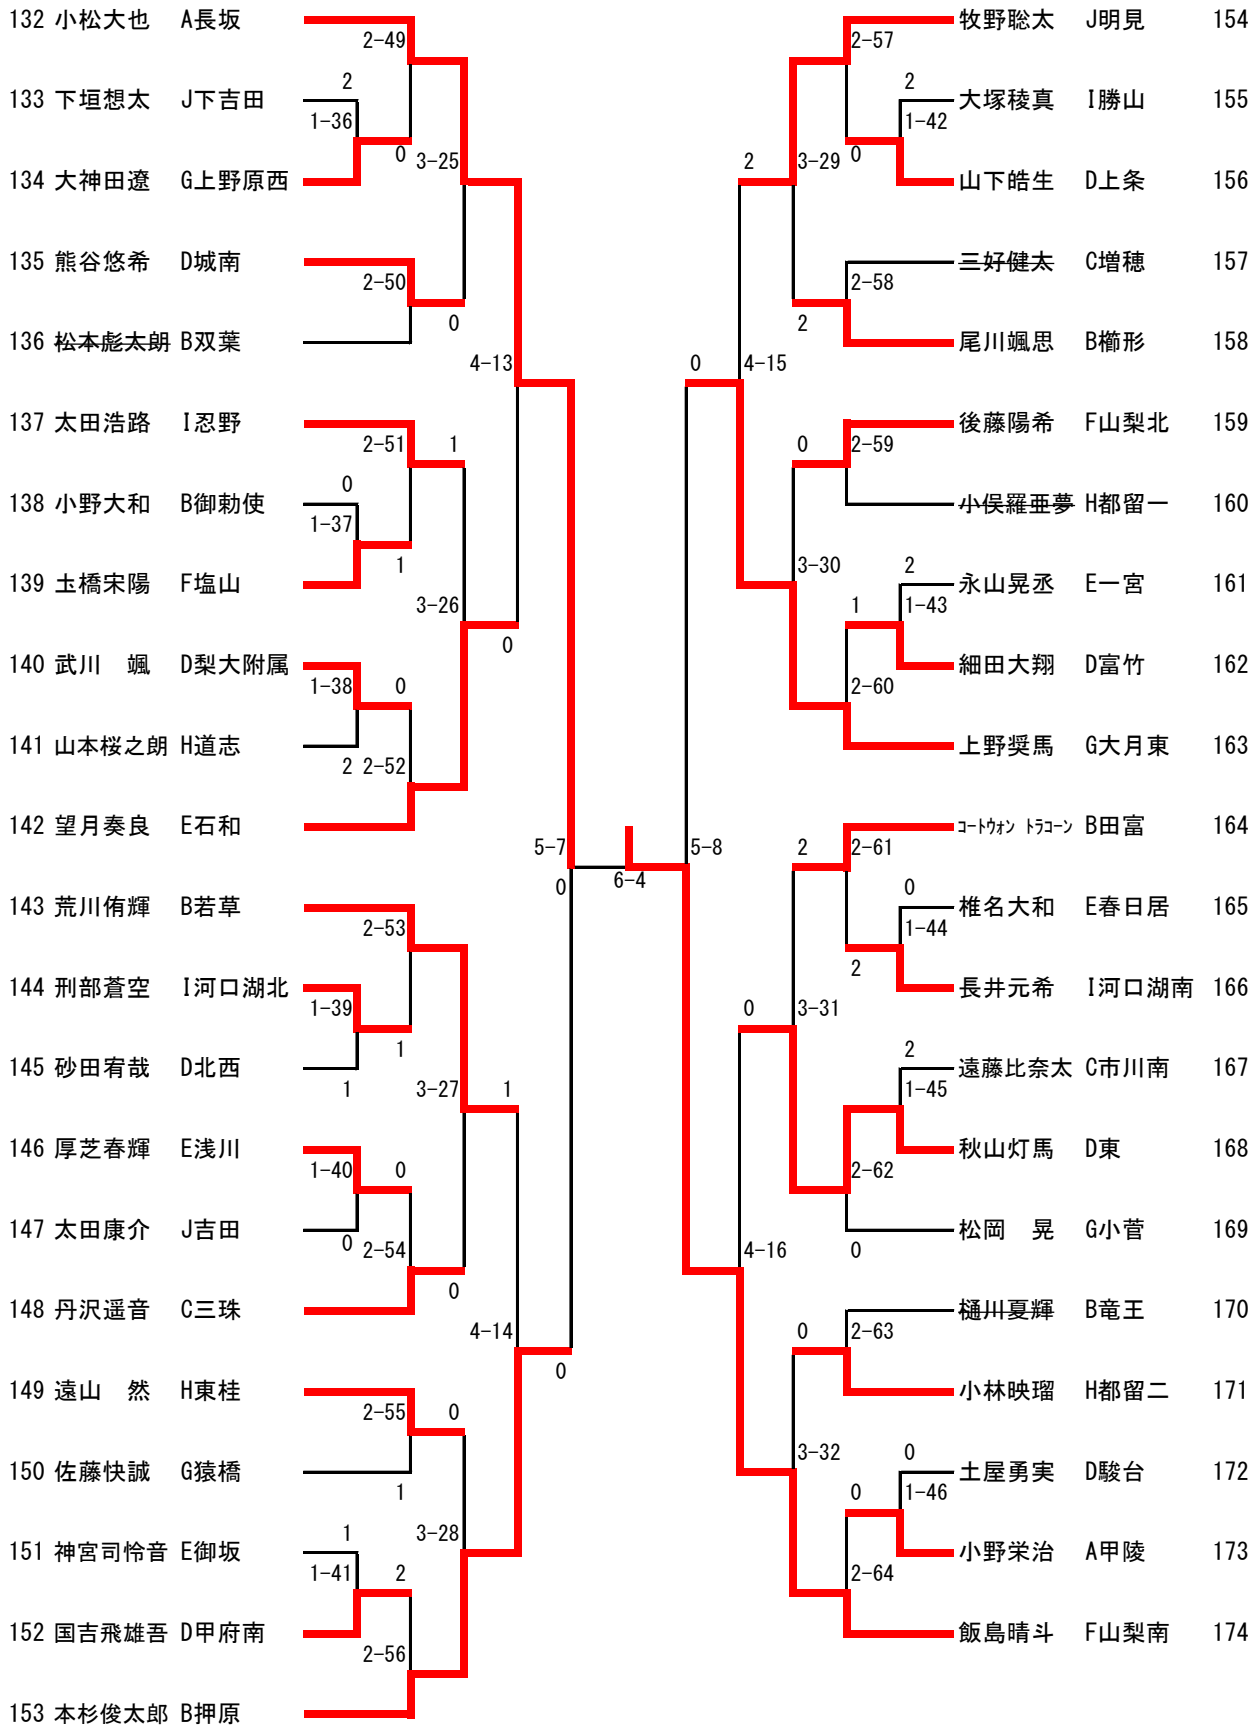 132 小松大也 A長坂
2-49
133 下垣想太 J下吉田
2
1-36
0
3-25
134 大神田遼 G上野原西
135 熊谷悠希 D城南
2-50
0
136 松本彪太朗 B双葉
4-13
137 太田浩路 I忍野
2-51
1
138 小野大和 B御勅使
0
1-37
1
139 圡橋宋陽 F塩山
3-26
0
140 武川 颯 D梨大附属
1-38
0
141 山本桜之朗 H道志
2
2-52
142 望月奏良 E石和
5-7
0
143 荒川侑輝 B若草
2-53
144 刑部蒼空 I河口湖北
1-39
1
145 砂田宥哉 D北西
1
3-27
1
146 厚芝春輝 E浅川
1-40
0
147 太田康介 J吉田
0
2-54
0
148 丹沢遥音 C三珠
4-14
0
149 遠山 然 H東桂
2-55
0
150 佐藤快誠 G猿橋
1
3-28
151 神宮司怜音 E御坂
1
1-41
2
152 国吉飛雄吾 D甲府南
2-56
153 本杉俊太郎 B押原
6-4
牧野聡太 J明見 154
2-57
2
大塚稜真 I勝山 155
1-42
0
3-29
2
山下皓生 D上条 156
三好健太 C増穂 157
2-58
2
尾川颯思 B櫛形 158
0
4-15
後藤陽希 F山梨北 159
0
2-59
小俣羅亜夢 H都留一 160
3-30
2
永山晃丞 E一宮 161
1
1-43
細田大翔 D富竹 162
2-60
上野奨馬 G大月東 163
コートウォン トラコーン B田富 164
5-8
2
2-61
0
椎名大和 E春日居 165
1-44
2
長井元希 I河口湖南 166
0
3-31
2
遠藤比奈太 C市川南 167
1-45
秋山灯馬 D東 168
2-62
松岡 晃 G小菅 169
0
4-16
樋川夏輝 B竜王 170
0
2-63
小林映瑠 H都留二 171
3-32
0
土屋勇実 D駿台 172
0
1-46
小野栄治 A甲陵 173
2-64
飯島晴斗 F山梨南 174